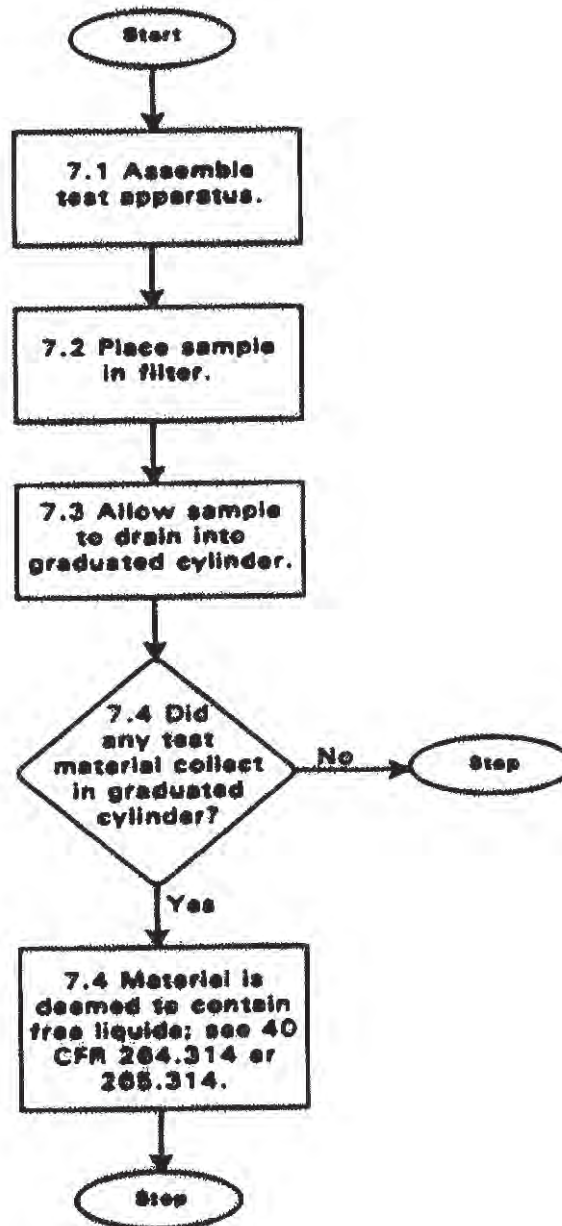 Start
7.1 Assemble
test apparatus.
7.2 Place sample
in filter.
7.3 Allow sample
to drain into
graduated cylinder.
7.4 Did
any test
material collect
in graduated
cylinder?
No
Stop
Yes
7.4 Material is
deemed to contain
free liquids; see 40
CFR 264.314 or
265.314.
Stop